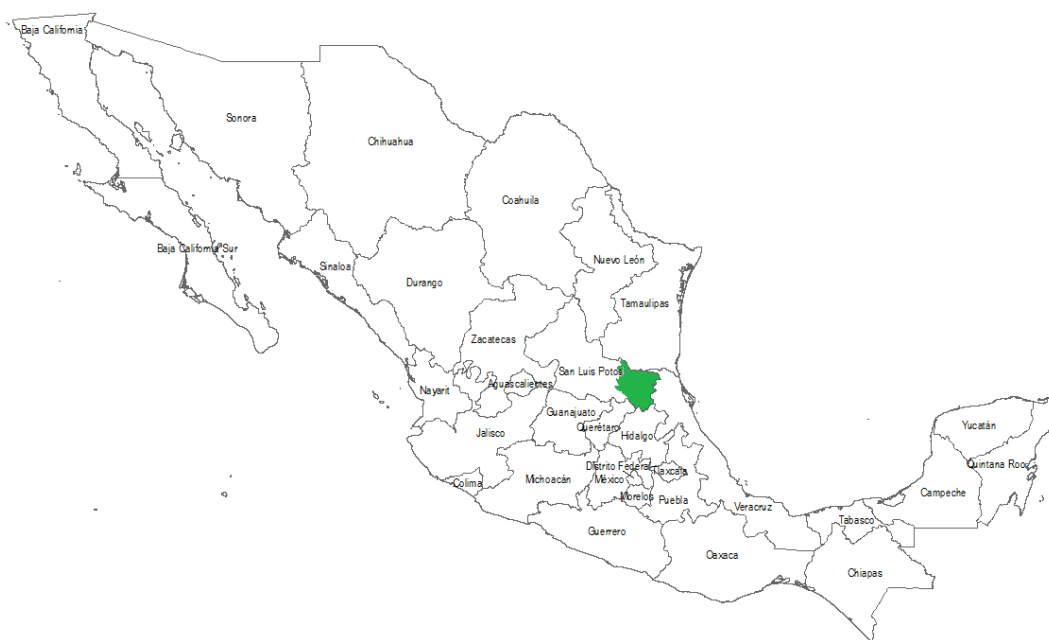 Baja California
Sonora
Chihuahua
Coahuila
Baja California Sur
Sinaloa
Nuevo León
Durango
Tamaulipas
Zacatecas
San Luis Potos
Nayarit
Aguascalientes
Guanajuato
Querétaro
Jalisco
Hidalgo
Yucatán
Distrito Federal
Tlaxcala
Quintana Roo
Colima
Michoacán
México
Campeche
Morelos
Puebla
Veracruz
Tabasco
Guerrero
Oaxaca
Chiapas